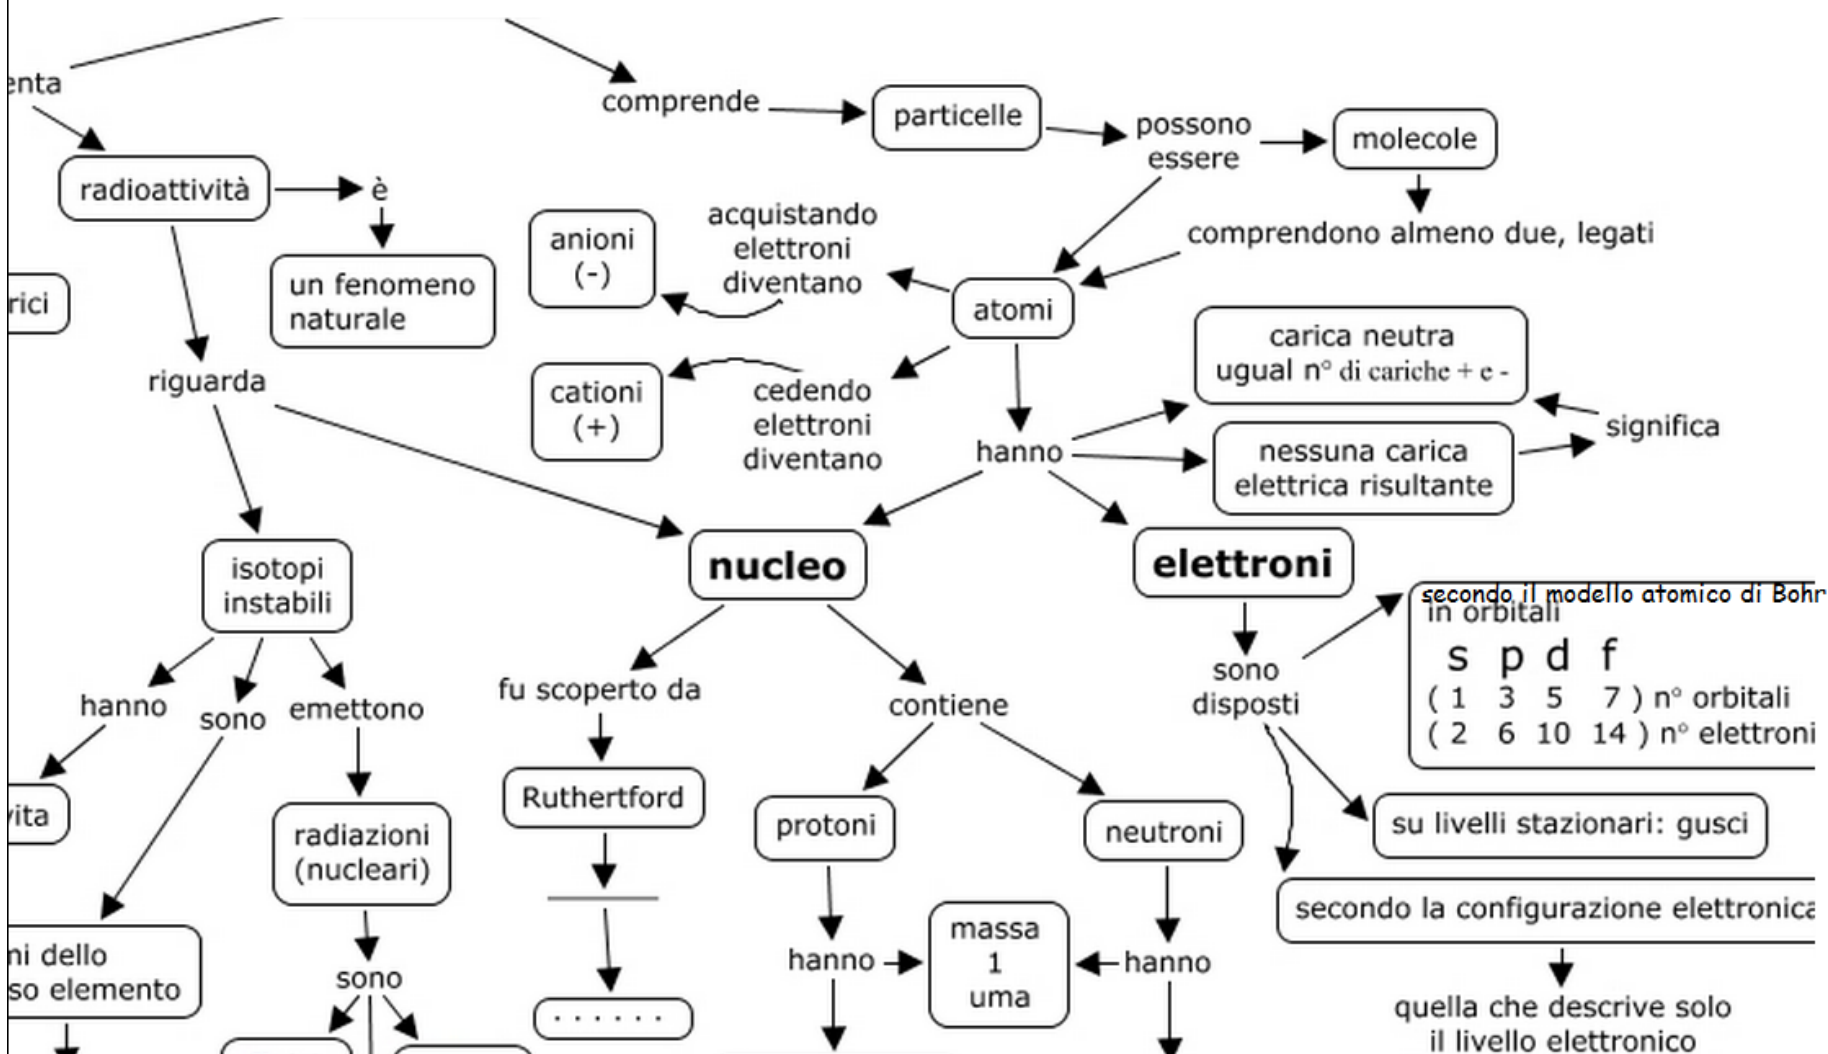 enta
comprende
particelle
possono
essere
molecole
radioattività
è
un fenomeno
naturale
anioni
(-)
acquistando
elettroni
diventano
comprendono almeno due, legati
atomi
rici
riguarda
cationi
(+)
cedendo
elettroni
diventano
hanno
carica neutra
ugual n° di cariche + e -
significa
nessuna carica
elettrica risultante
isotopi
instabili
nucleo
elettroni
secondo il modello atomico di Bohr
in orbitali
s p d f
( 1 3 5 7 ) n° orbitali
( 2 6 10 14 ) n° elettroni
hanno
sono
emettono
fu scoperto da
contiene
sono
disposti
vita
radiazioni
(nucleari)
Ruthertford
protoni
neutroni
su livelli stazionari: gusci
secondo la configurazione elettronica
ni dello
so elemento
sono
. . . . . .
hanno
massa
1
uma
hanno
quella che descrive solo
il livello elettronico